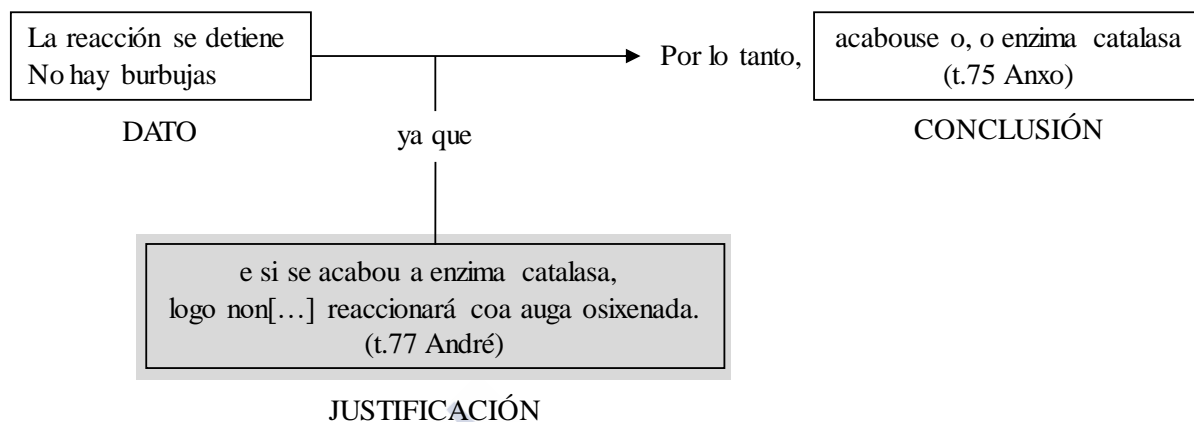 La reacción se detiene
No hay burbujas
DATO
ya que
Por lo tanto,
acabouse o, o enzima catalasa
(t.75 Anxo)
CONCLUSIÓN
e si se acabou a enzima catalasa,
logo non[…] reaccionará coa auga osixenada.
(t.77 André)
JUSTIFICACIÓN